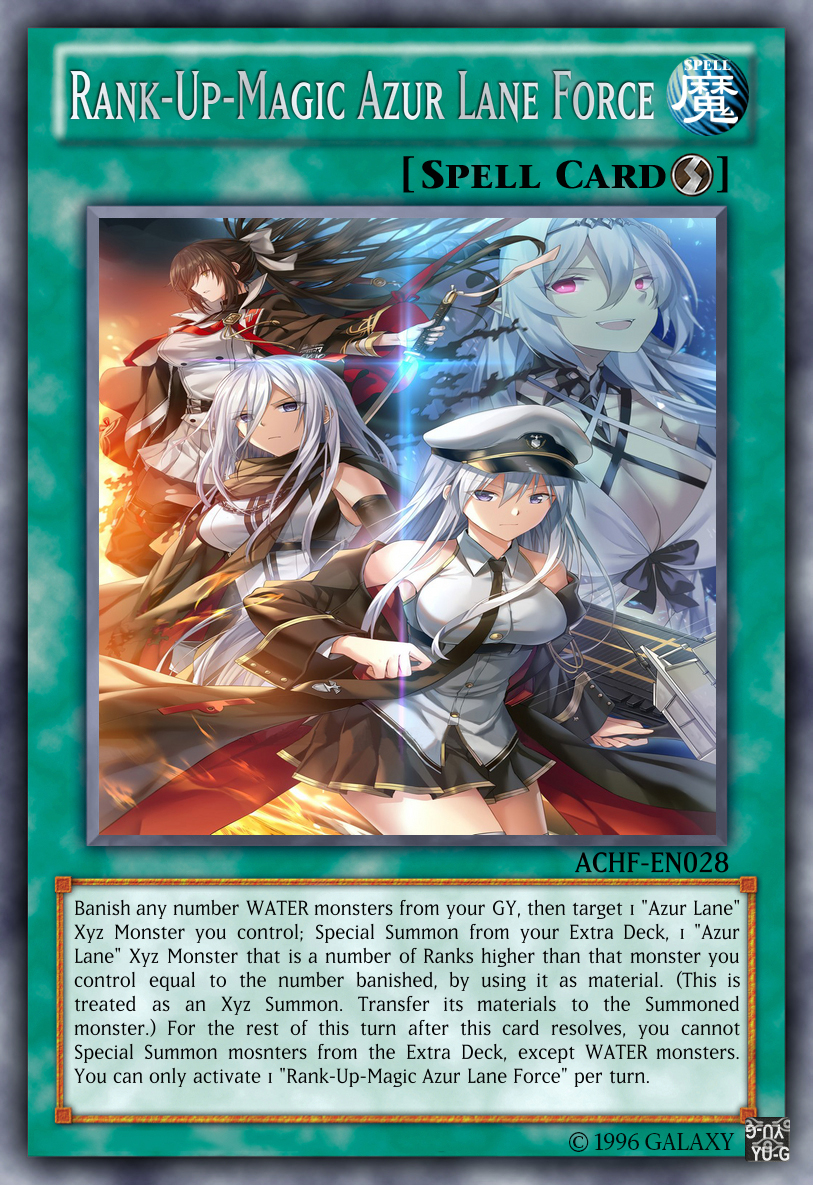 Rank-Up-Magic Azur Lane Force
SPELL
魔
[Spell Card]
ACHF-EN028
Banish any number WATER monsters from your GY, then target 1 "Azur Lane"
Xyz Monster you control; Special Summon from your Extra Deck, 1 "Azur
Lane" Xyz Monster that is a number of Ranks higher than that monster you
control equal to the number banished, by using it as material. (This is
treated as an Xyz Summon. Transfer its materials to the Summoned
monster.) For the rest of this turn after this card resolves, you cannot
Special Summon mosnters from the Extra Deck, except WATER monsters.
You can only activate 1 "Rank-Up-Magic Azur Lane Force" per turn.
© 1996 GALAXY
YU-G
YU-G